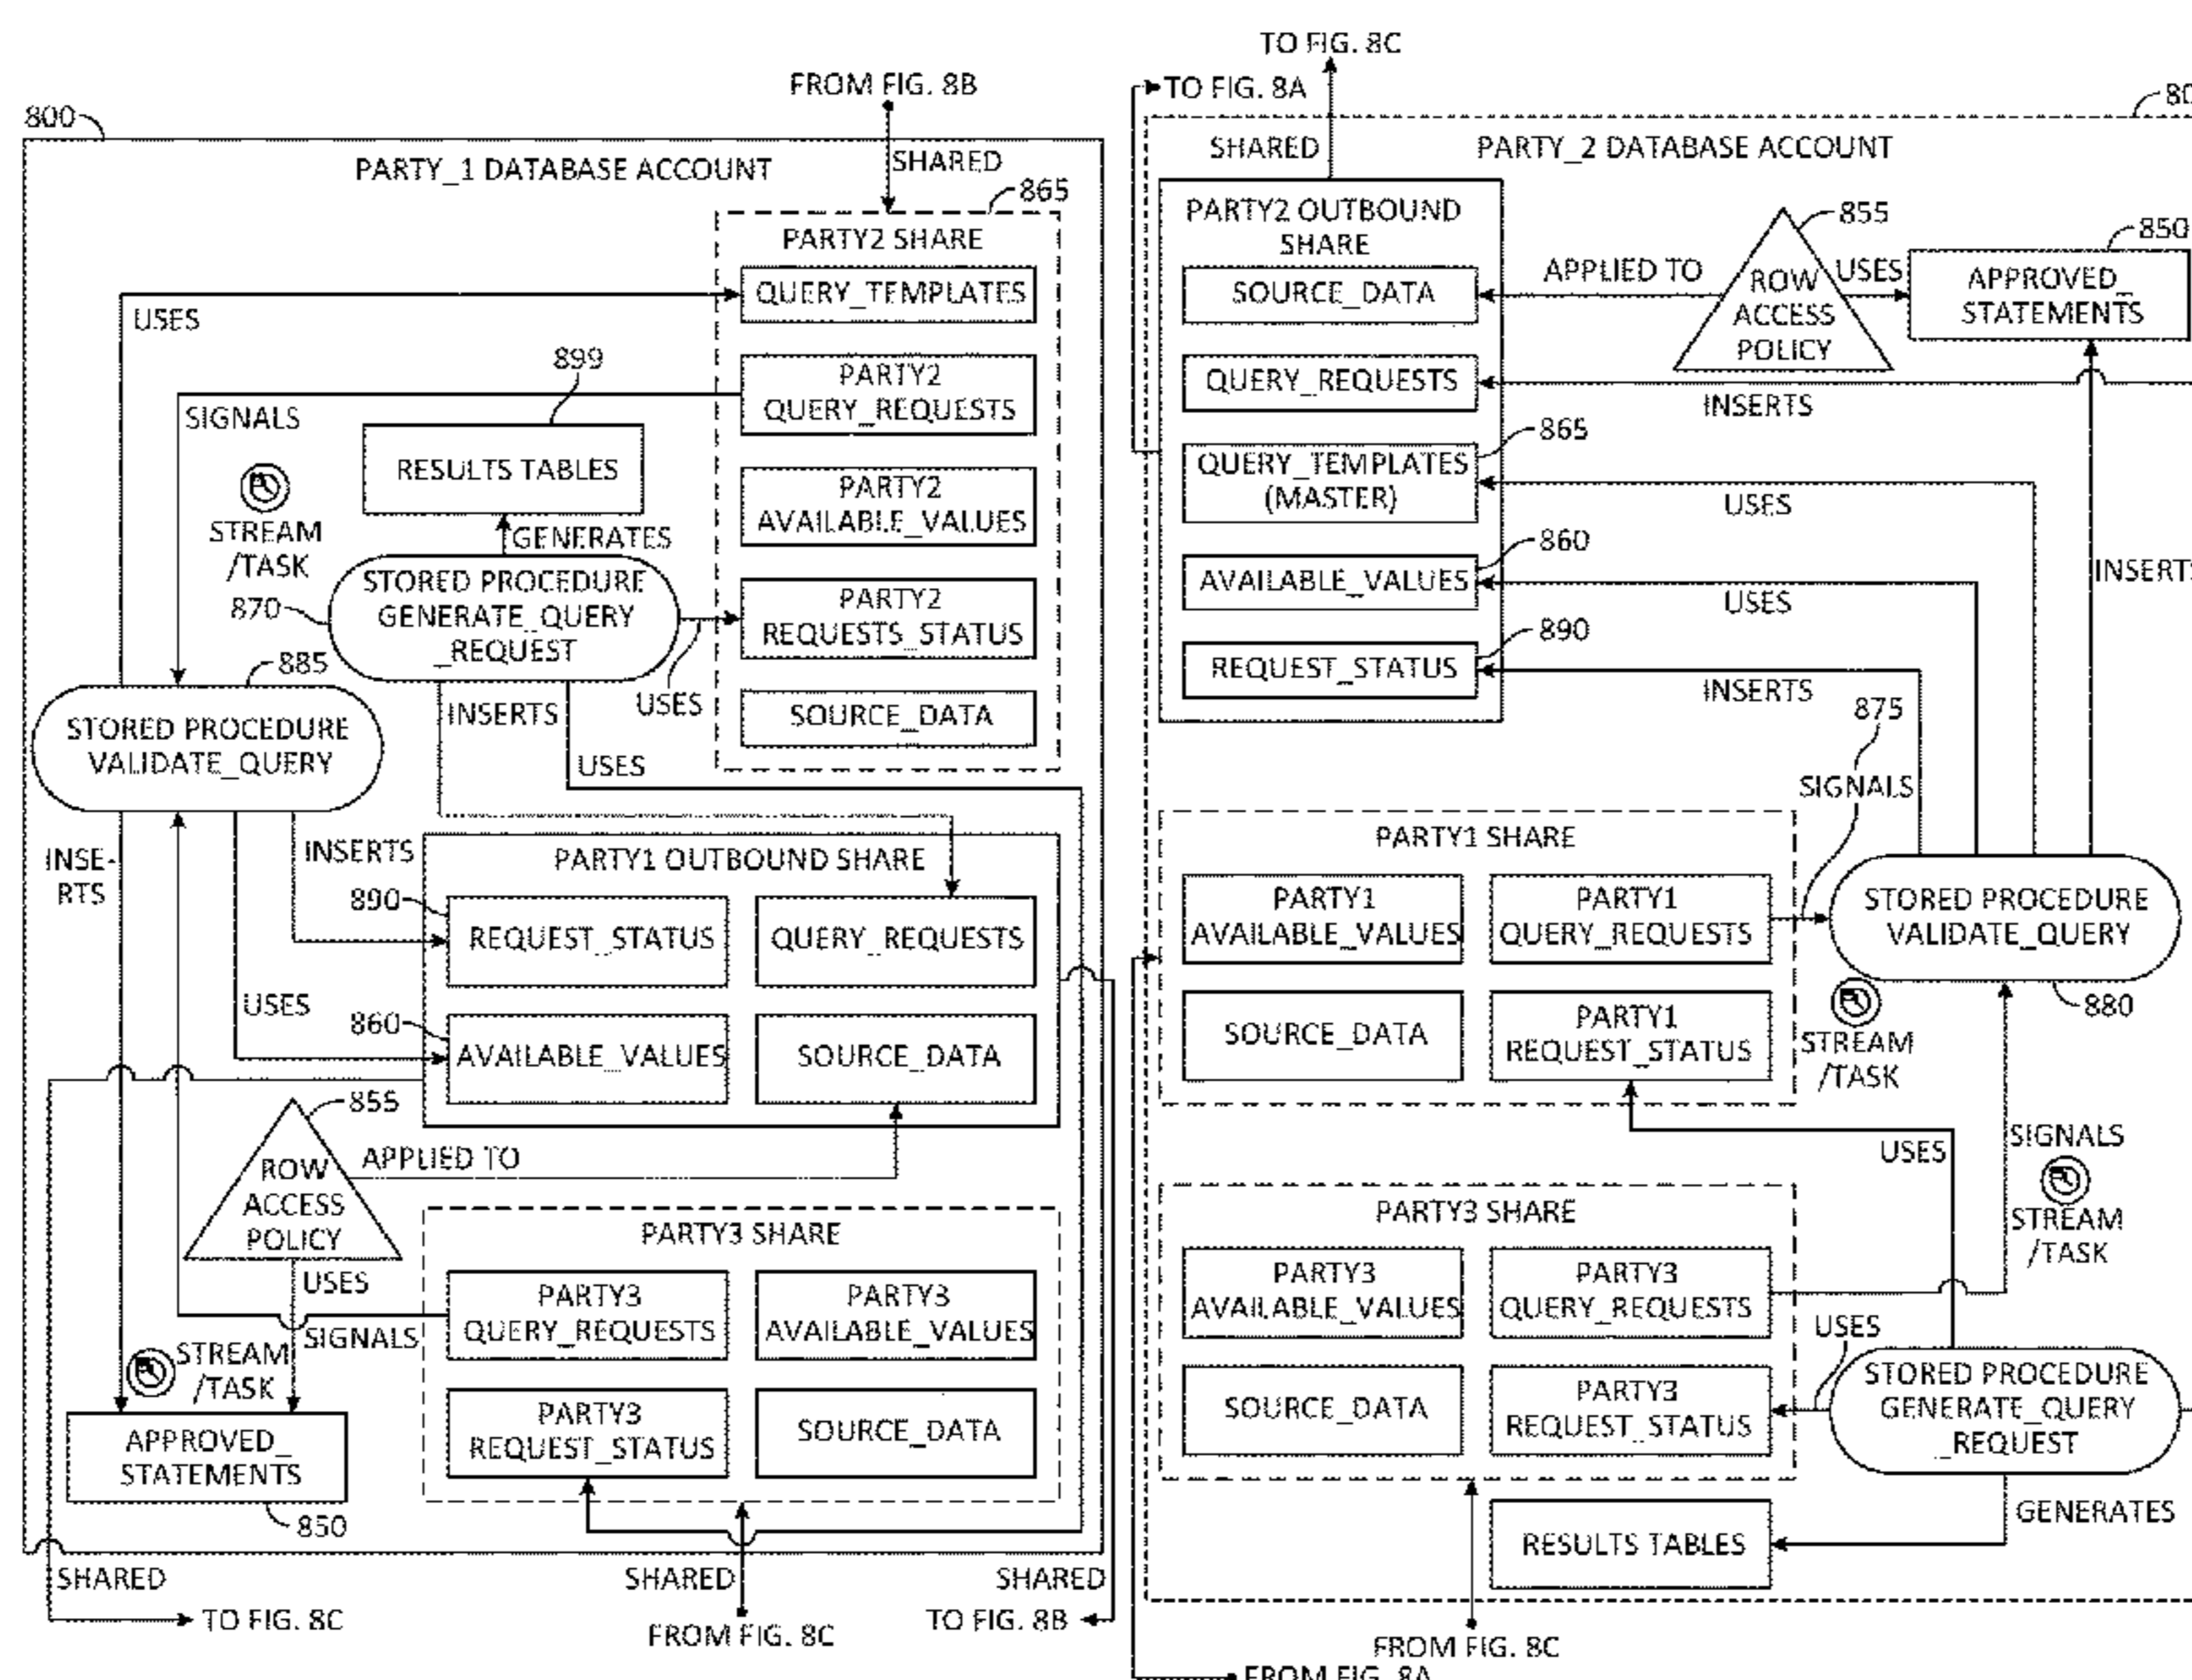 FROM FIG. 8B
800
PARTY_1 DATABASE ACCOUNT
SHARED
865
PARTY2 SHARE
QUERY_TEMPLATES
USES
899
PARTY2
QUERY_REQUESTS
SIGNALS
RESULTS TABLES
PARTY2
AVAILABLE_VALUES
STREAM
/TASK
GENERATES
STORED PROCEDURE
GENERATE_QUERY
_REQUEST
870
PARTY2
REQUESTS_STATUS
885
USES
INSERTS
SOURCE_DATA
STORED PROCEDURE
VALIDATE_QUERY
USES
INSE-
RTS
INSERTS
PARTY1 OUTBOUND SHARE
890
REQUEST_STATUS
QUERY_REQUESTS
USES
860
AVAILABLE_VALUES
SOURCE_DATA
855
ROW
ACCESS
POLICY
APPLIED TO
PARTY3 SHARE
USES
PARTY3
QUERY_REQUESTS
PARTY3
AVAILABLE_VALUES
SIGNALS
STREAM
/TASK
PARTY3
REQUEST_STATUS
SOURCE_DATA
APPROVED_
STATEMENTS
850
SHARED
SHARED
SHARED
TO FIG. 8C
FROM FIG. 8C
TO FIG. 8B
TO FIG. 8C
TO FIG. 8A
80
SHARED
PARTY_2 DATABASE ACCOUNT
PARTY2 OUTBOUND
SHARE
855
850
SOURCE_DATA
APPLIED TO
ROW
ACCESS
POLICY
USES
APPROVED_
STATEMENTS
QUERY_REQUESTS
INSERTS
865
QUERY_TEMPLATES
(MASTER)
USES
860
AVAILABLE_VALUES
USES
INSERTS
890
REQUEST_STATUS
INSERTS
875
SIGNALS
PARTY1 SHARE
PARTY1
AVAILABLE_VALUES
PARTY1
QUERY_REQUESTS
STORED PROCEDURE
VALIDATE_QUERY
880
SOURCE_DATA
PARTY1
REQUEST_STATUS
STREAM
/TASK
USES
SIGNALS
STREAM
/TASK
PARTY3 SHARE
PARTY3
AVAILABLE_VALUES
PARTY3
QUERY_REQUESTS
USES
SOURCE_DATA
PARTY3
REQUEST_STATUS
STORED PROCEDURE
GENERATE_QUERY
_REQUEST
GENERATES
RESULTS TABLES
FROM FIG. 8C
FROM FIG. 8A